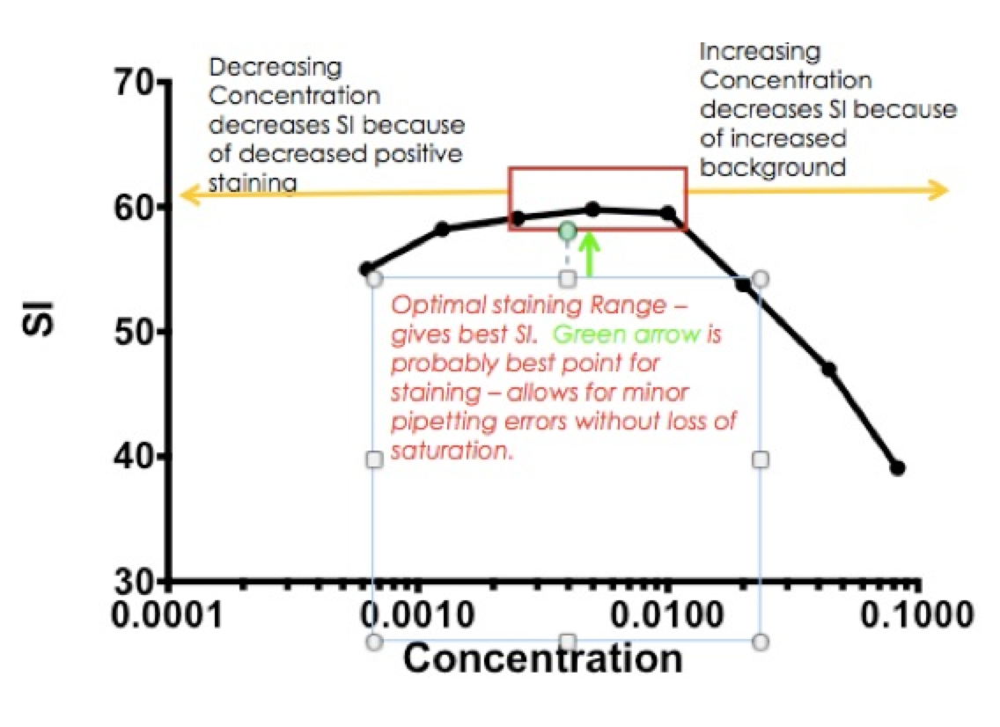 Decreasing
Concentration
decreases SI because
of decreased positive
staining
Increasing
Concentration
decreases SI because
of increased
background
70
60
50
40
30
SI
Optimal staining Range –
gives best SI.  Green arrow is
probably best point for
staining – allows for minor
pipetting errors without loss of
saturation.
0.0001 0.0010 0.0100 0.1000
Concentration